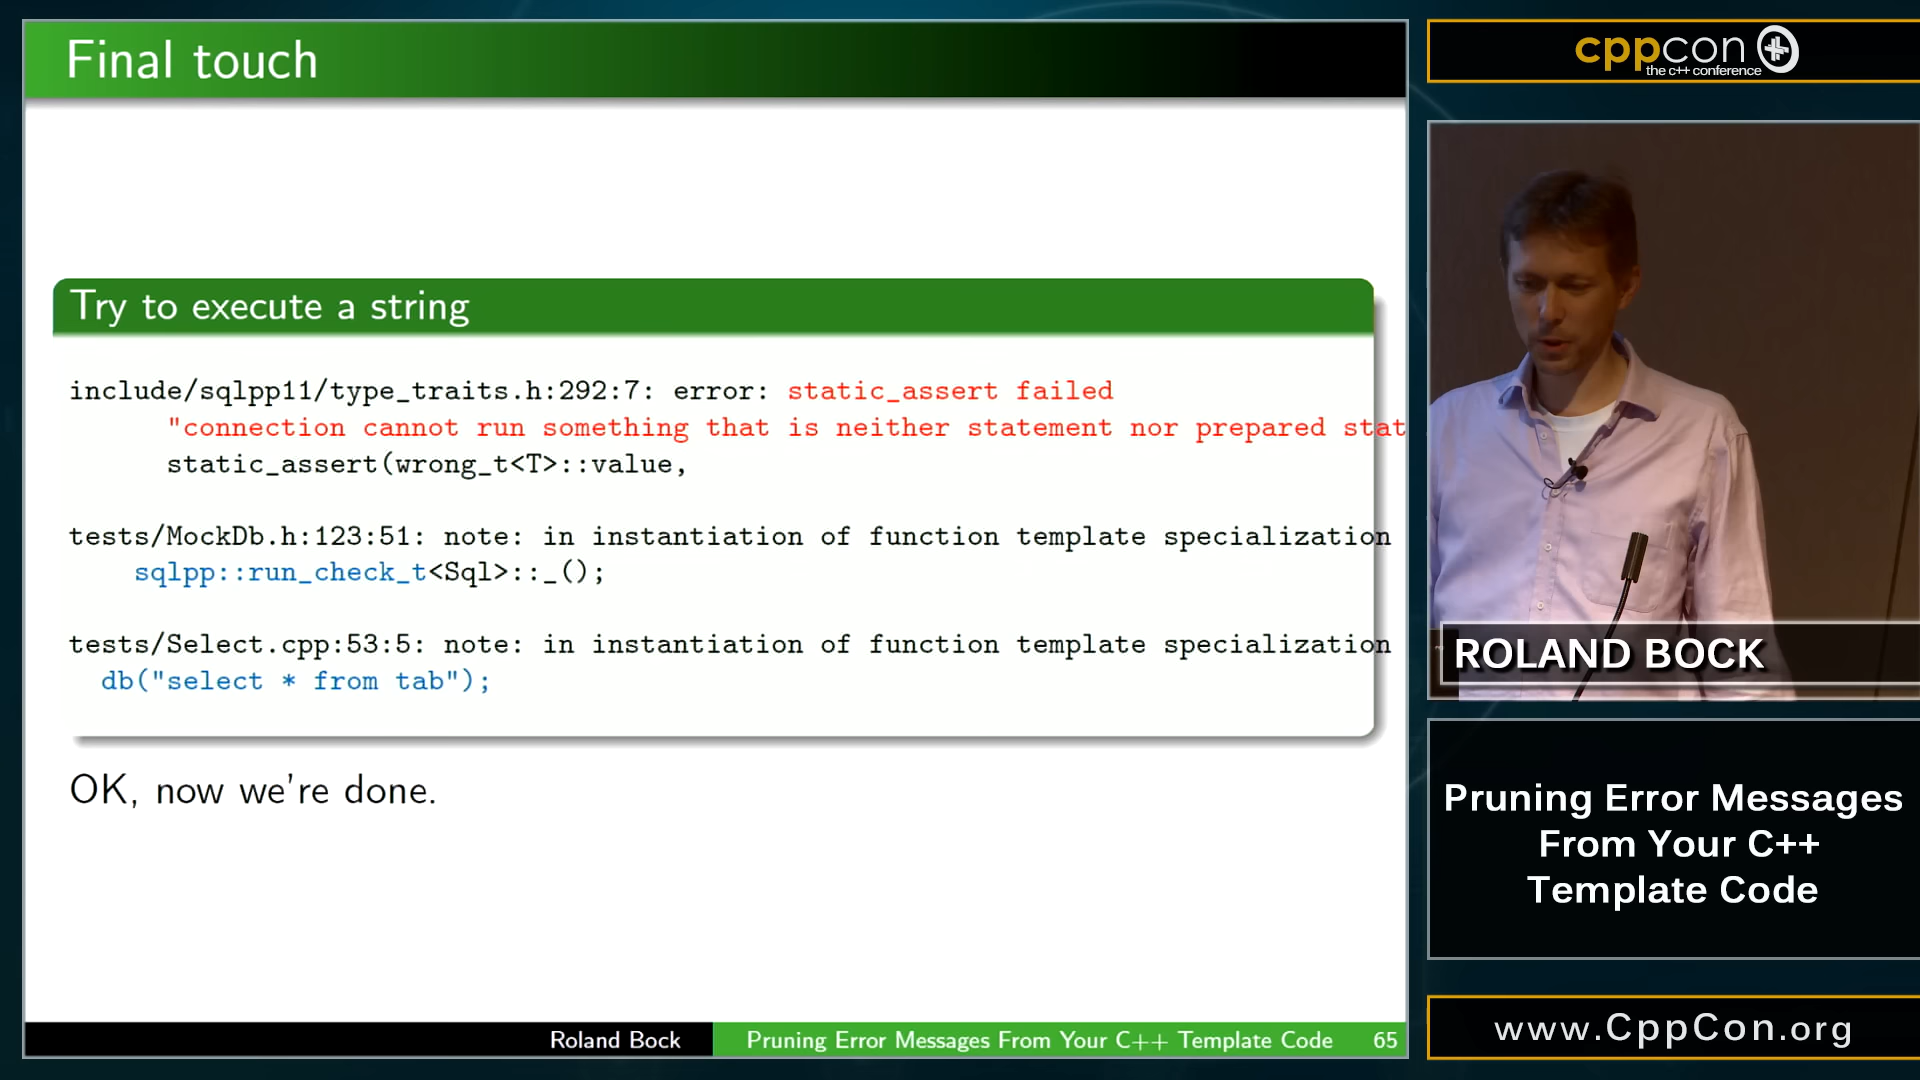 Final touch
Try to execute a string
include/sqlpp11/type_traits.h:292:7: error: static_assert failed
"connection cannot run something that is neither statement nor prepared stat
static_assert(wrong_t<T>::value,
tests/MockDb.h:123:51: note: in instantiation of function template specialization
sqlpp::run_check_t<Sql>::_();
tests/Select.cpp:53:5: note: in instantiation of function template specialization
db("select * from tab");
OK, now we're done.
Roland Bock
Pruning Error Messages From Your C++ Template Code
65
cppcon
the c++ conference
ROLAND BOCK
Pruning Error Messages
From Your C++
Template Code
www.CppCon.org